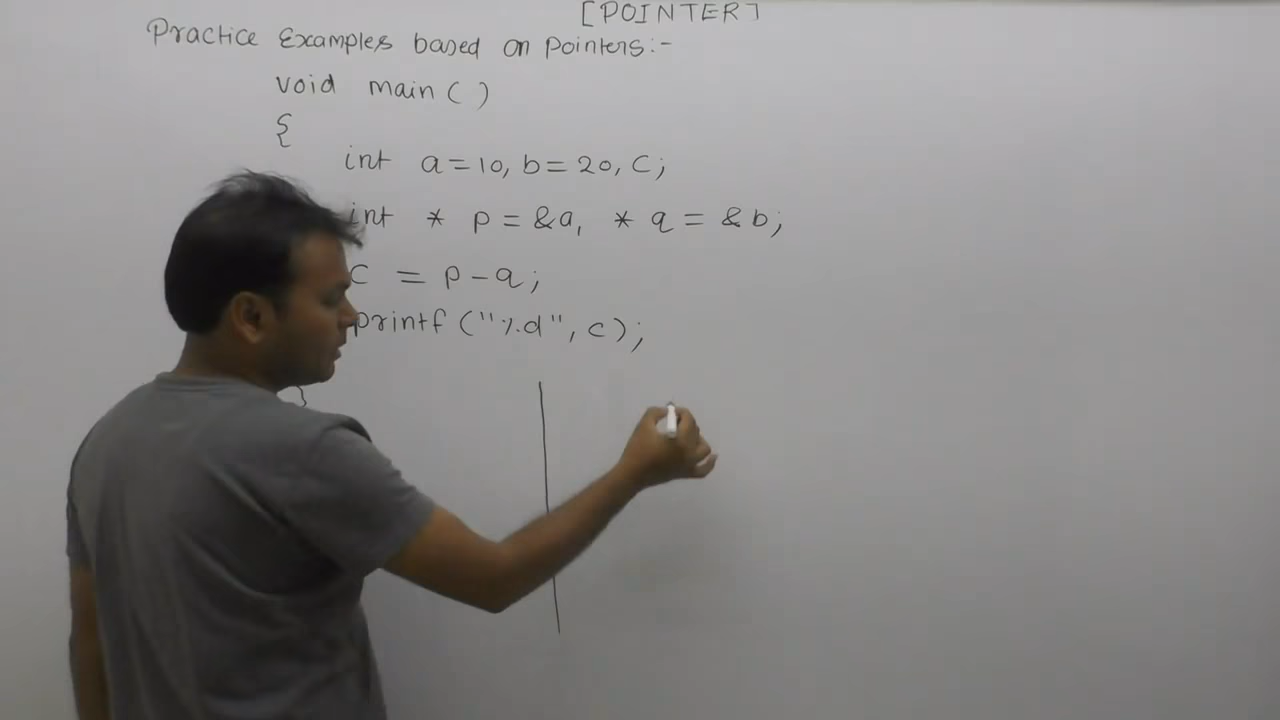 [POINTER]
Practice Examples based on pointers:-
void main ( )
{
int a=10, b=20, C;
int * p = &a, * q = &b;
C = p-q;
printf ("%d", c);
}